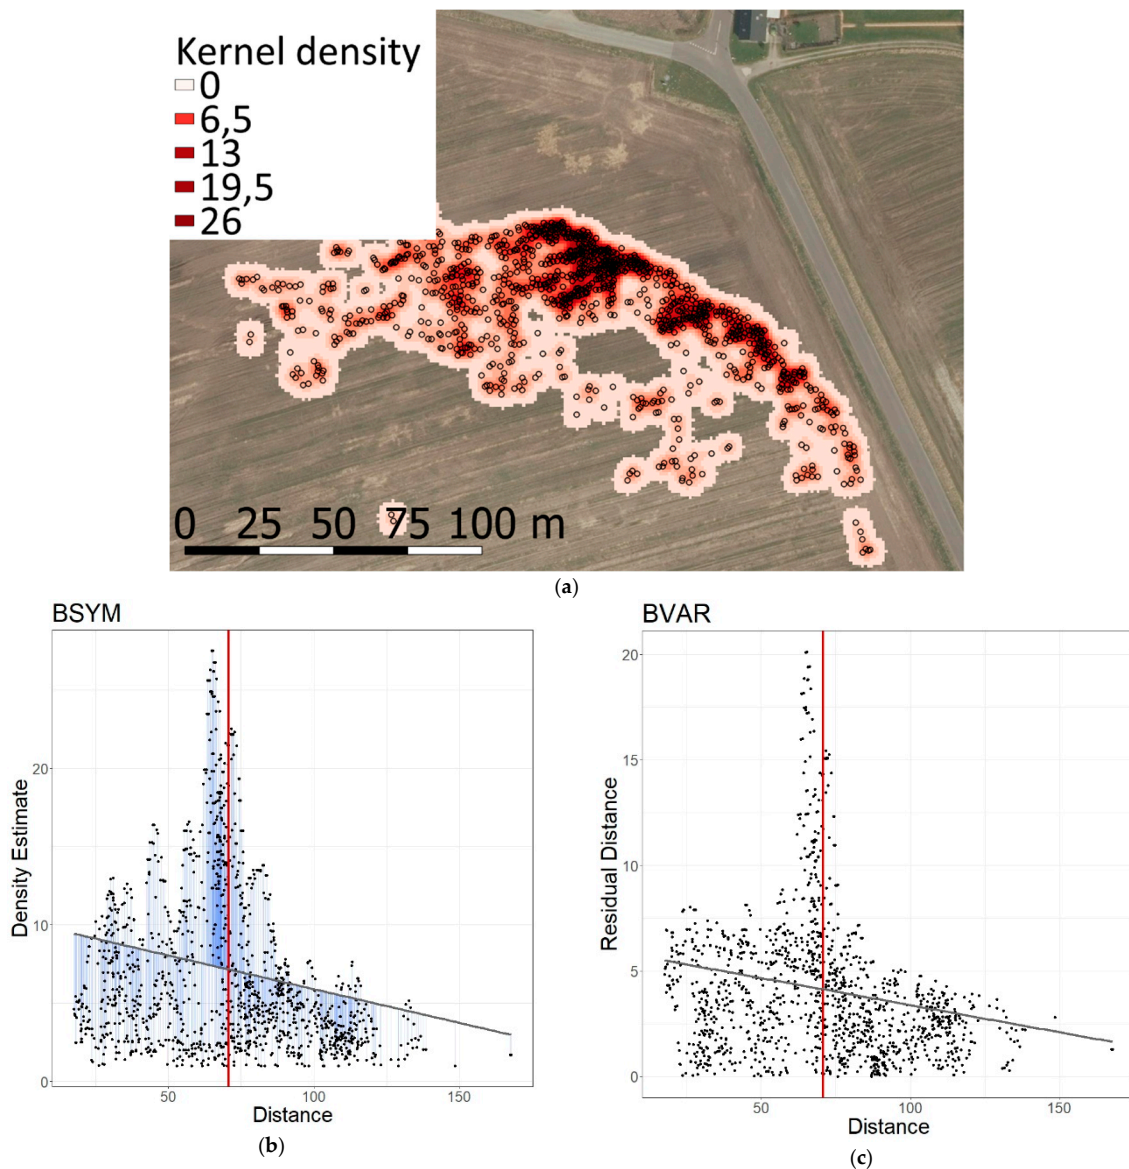 Kernel density
0
6,5
13
19,5
26
0 25 50 75 100 m
(a)
BSYM
Density Estimate
20
10
0
50 100 150
Distance
(b)
BVAR
Residual Distance
20
15
10
5
0
50 100 150
Distance
(c)